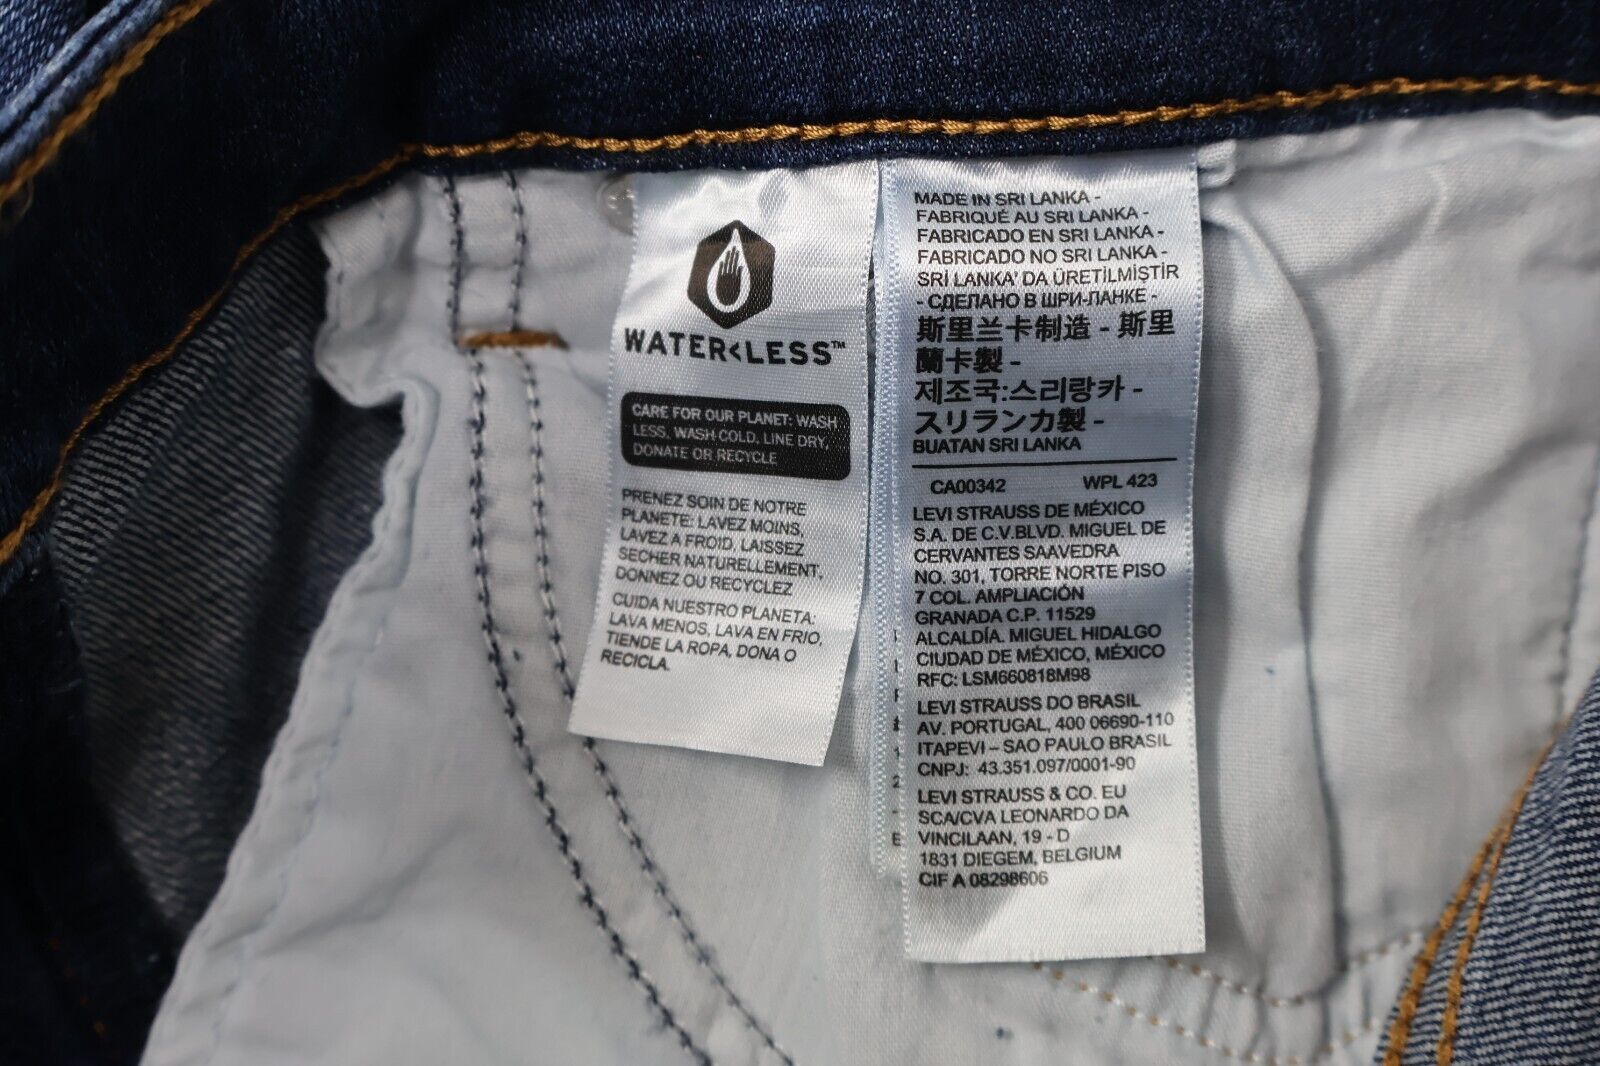 WATER<LESS™
CARE FOR OUR PLANET: WASH
LESS, WASH COLD, LINE DRY,
DONATE OR RECYCLE
PRENEZ SOIN DE NOTRE
PLANETE: LAVEZ MOINS,
LAVEZ A FROID, LAISSEZ
SECHER NATURELLEMENT,
DONNEZ OU RECYCLEZ
CUIDA NUESTRO PLANETA:
LAVA MENOS, LAVA EN FRIO,
TIENDE LA ROPA, DONA O
RECICLA.
MADE IN SRI LANKA -
FABRIQUÉ AU SRI LANKA -
FABRICADO EN SRI LANKA -
FABRICADO NO SRI LANKA -
SRİ LANKA' DA ÜRETİLMİŞTİR
- СДЕЛАНО В ШРИ-ЛАНКЕ -
斯里兰卡制造 - 斯里
蘭卡製 -
제조국:스리랑카 -
スリランカ製 -
BUATAN SRI LANKA
CA00342 WPL 423
LEVI STRAUSS DE MÉXICO
S.A. DE C.V.BLVD. MIGUEL DE
CERVANTES SAAVEDRA
NO. 301, TORRE NORTE PISO
7 COL. AMPLIACIÓN
GRANADA C.P. 11529
ALCALDÍA. MIGUEL HIDALGO
CIUDAD DE MÉXICO, MÉXICO
RFC: LSM660818M98
LEVI STRAUSS DO BRASIL
AV. PORTUGAL, 400 06690-110
ITAPEVI – SAO PAULO BRASIL
CNPJ: 43.351.097/0001-90
LEVI STRAUSS & CO. EU
SCA/CVA LEONARDO DA
VINCILAAN, 19 - D
1831 DIEGEM, BELGIUM
CIF A 08298606